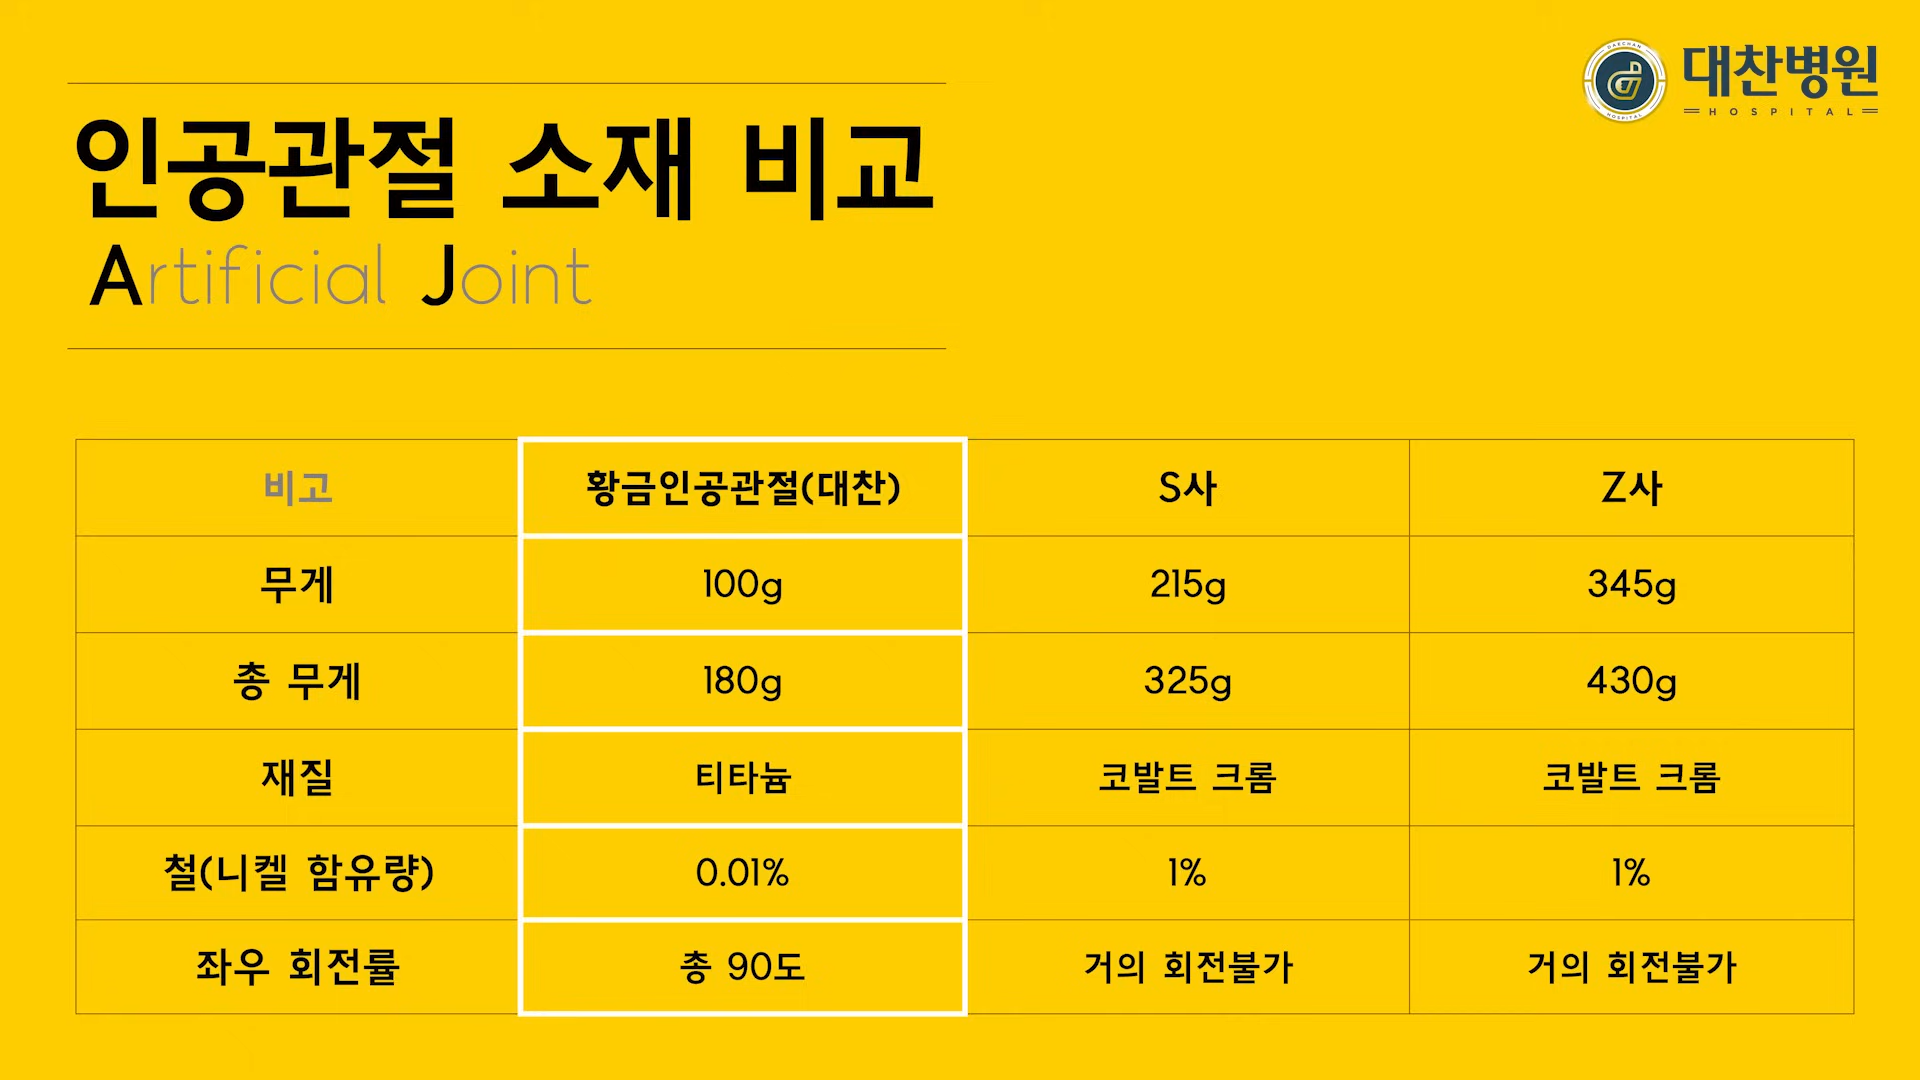 대찬병원
HOSPITAL
DAECHAN
HOSPITAL
인공관절 소재 비교
Artificial Joint
비고 황금인공관절(대찬) S사 Z사
무게 100g 215g 345g
총 무게 180g 325g 430g
재질 티타늄 코발트 크롬 코발트 크롬
철(니켈 함유량) 0.01% 1% 1%
좌우 회전률 총 90도 거의 회전불가 거의 회전불가